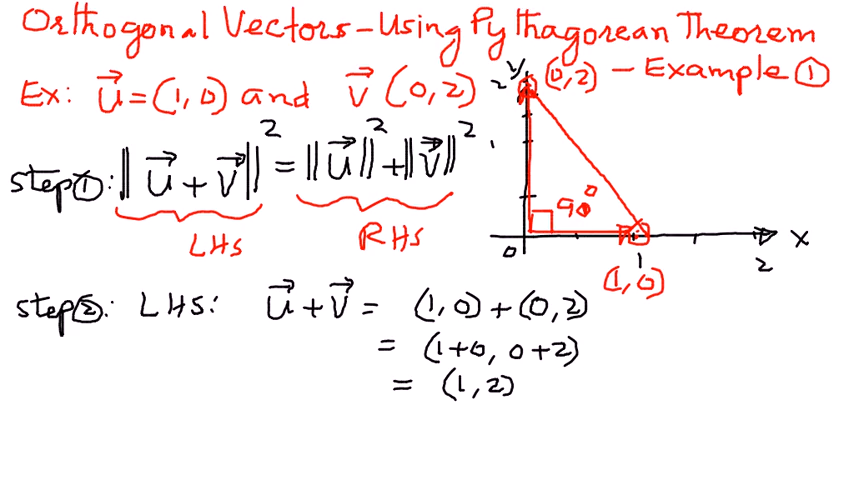 Orthogonal Vectors - Using Pythagorean Theorem
- Example ①
Ex: u⃗ = (1, 0) and v⃗ (0, 2)
step①: ‖u⃗ + v⃗‖² = ‖u⃗‖² + ‖v⃗‖²
LHS RHS
y
2 (0, 2)
1
90°
0 1 2 x
(1, 0)
step②: LHS: u⃗ + v⃗ = (1, 0) + (0, 2)
= (1+0, 0+2)
= (1, 2)